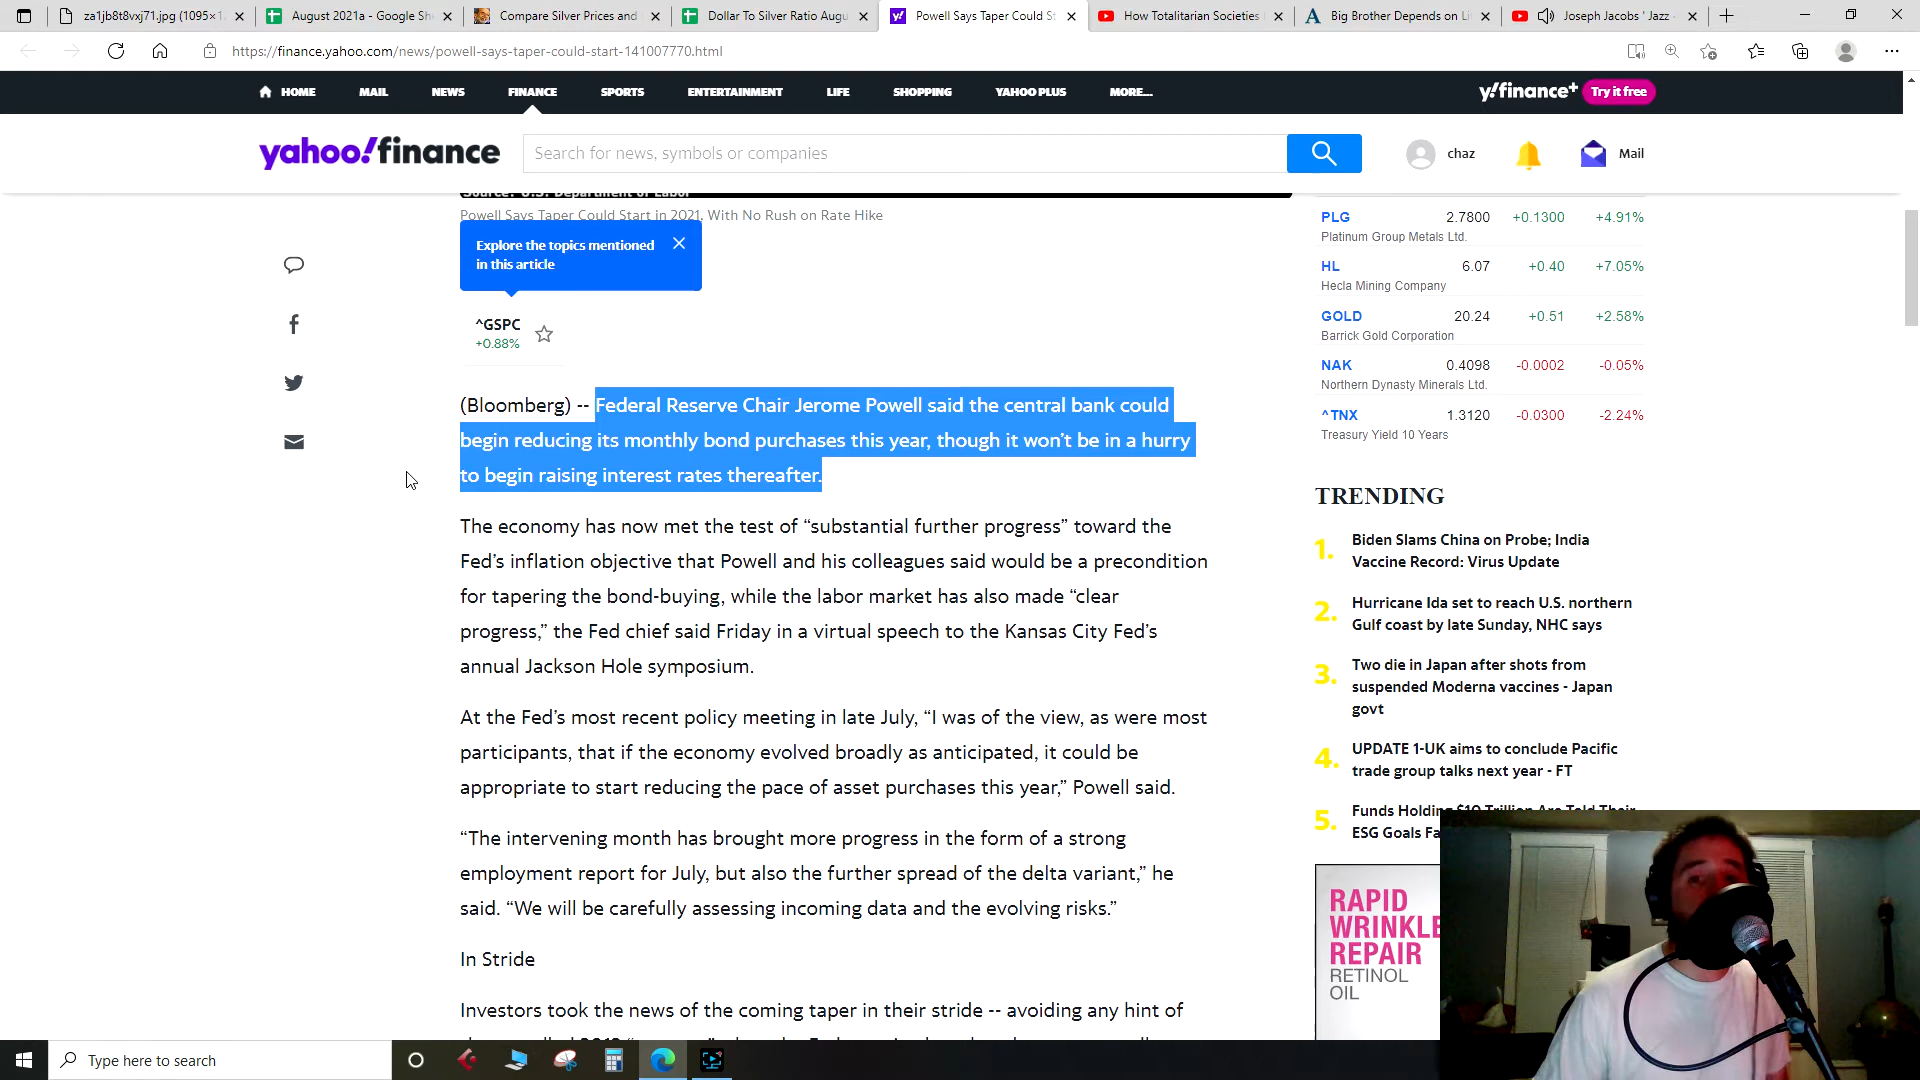 za1jb8t8vxj71.jpg (1095×1
August 2021a - Google Sh
Compare Silver Prices and
Dollar To Silver Ratio Augu
Powell Says Taper Could St
How Totalitarian Societies
Big Brother Depends on Li
Joseph Jacobs ' Jazz
https://finance.yahoo.com/news/powell-says-taper-could-start-141007770.html
HOME MAIL NEWS FINANCE SPORTS ENTERTAINMENT LIFE SHOPPING YAHOO PLUS MORE...
y!finance+ Try it free
yahoo!finance
Search for news, symbols or companies
chaz
Mail
Source: U.S. Department of Labor
Powell Says Taper Could Start in 2021, With No Rush on Rate Hike
Explore the topics mentioned
in this article
^GSPC
+0.88%
(Bloomberg) -- Federal Reserve Chair Jerome Powell said the central bank could
begin reducing its monthly bond purchases this year, though it won’t be in a hurry
to begin raising interest rates thereafter.
The economy has now met the test of “substantial further progress” toward the
Fed’s inflation objective that Powell and his colleagues said would be a precondition
for tapering the bond-buying, while the labor market has also made “clear
progress,” the Fed chief said Friday in a virtual speech to the Kansas City Fed’s
annual Jackson Hole symposium.
At the Fed’s most recent policy meeting in late July, “I was of the view, as were most
participants, that if the economy evolved broadly as anticipated, it could be
appropriate to start reducing the pace of asset purchases this year,” Powell said.
“The intervening month has brought more progress in the form of a strong
employment report for July, but also the further spread of the delta variant,” he
said. “We will be carefully assessing incoming data and the evolving risks.”
In Stride
Investors took the news of the coming taper in their stride -- avoiding any hint of
PLG 2.7800 +0.1300 +4.91%
Platinum Group Metals Ltd.
HL 6.07 +0.40 +7.05%
Hecla Mining Company
GOLD 20.24 +0.51 +2.58%
Barrick Gold Corporation
NAK 0.4098 -0.0002 -0.05%
Northern Dynasty Minerals Ltd.
^TNX 1.3120 -0.0300 -2.24%
Treasury Yield 10 Years
TRENDING
1. Biden Slams China on Probe; India
Vaccine Record: Virus Update
2. Hurricane Ida set to reach U.S. northern
Gulf coast by late Sunday, NHC says
3. Two die in Japan after shots from
suspended Moderna vaccines - Japan
govt
4. UPDATE 1-UK aims to conclude Pacific
trade group talks next year - FT
5. Funds Holding $10 Trillion Are Told Their
ESG Goals Fa
RAPID
WRINKLE
REPAIR
RETINOL
OIL
Type here to search